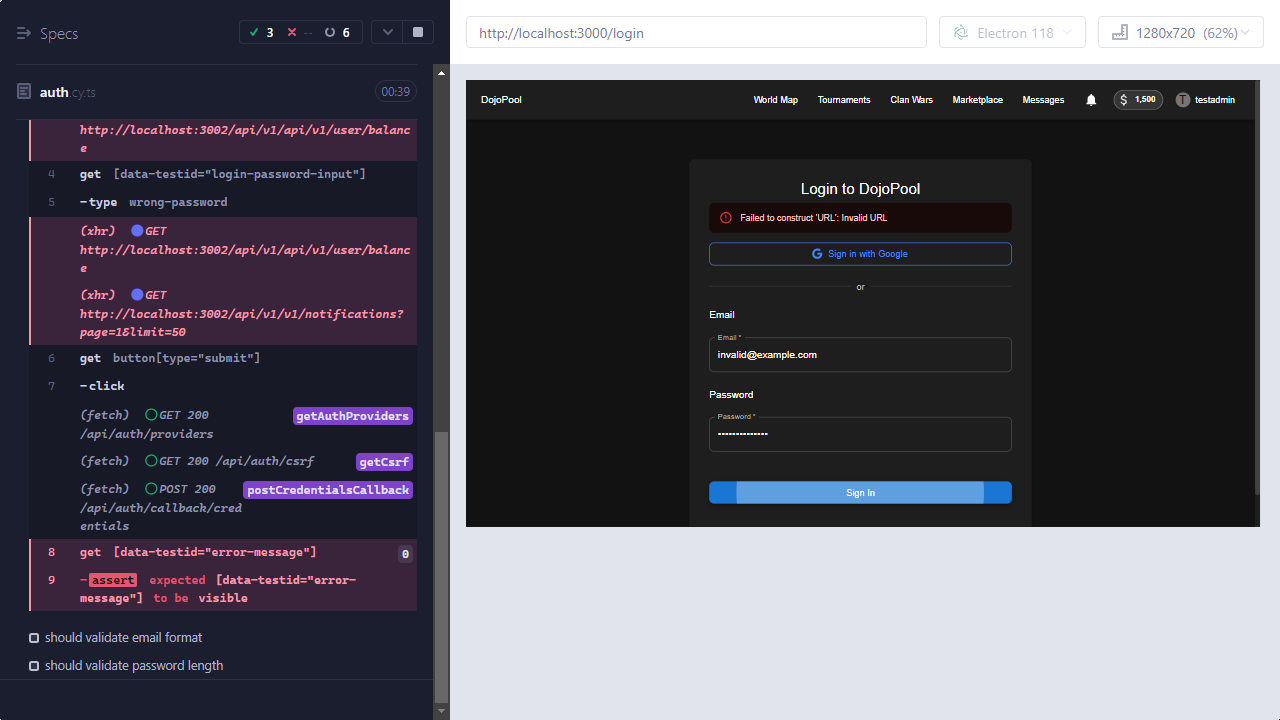 Specs
3
--
6
auth.cy.ts
00:39
http://localhost:3002/api/v1/api/v1/user/balanc
e
4 get [data-testid="login-password-input"]
5 -type wrong-password
(xhr) GET
http://localhost:3002/api/v1/api/v1/user/balanc
e
(xhr) GET
http://localhost:3002/api/v1/v1/notifications?
page=1&limit=50
6 get button[type="submit"]
7 -click
(fetch) GET 200 getAuthProviders
/api/auth/providers
(fetch) GET 200 /api/auth/csrf getCsrf
(fetch) POST 200 postCredentialsCallback
/api/auth/callback/cred
entials
8 get [data-testid="error-message"] 0
9 -assert expected [data-testid="error-
message"] to be visible
should validate email format
should validate password length
http://localhost:3000/login
Electron 118
1280x720 (62%)
DojoPool
World Map
Tournaments
Clan Wars
Marketplace
Messages
$ 1,500
T testadmin
Login to DojoPool
Failed to construct 'URL': Invalid URL
Sign in with Google
or
Email
Email *
invalid@example.com
Password
Password *
Sign In